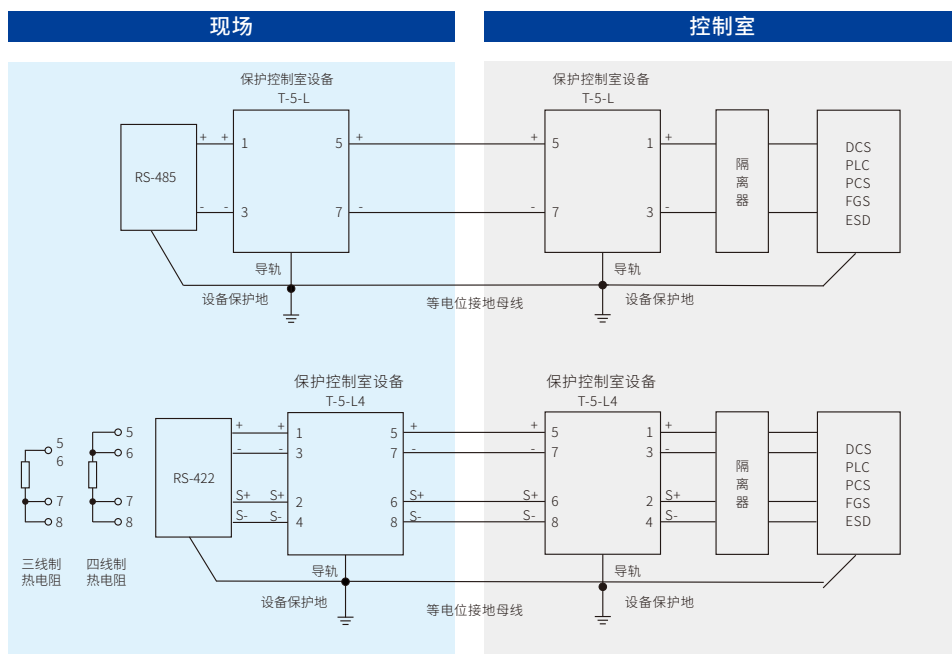 现场
控制室
保护控制室设备
T-5-L
保护控制室设备
T-5-L
RS-485
+ + 1 5 +
+ 5 1 +
- - 3 7 -
- 7 3 -
隔
离
器
DCS
PLC
PCS
FGS
ESD
导轨
导轨
设备保护地
等电位接地母线
设备保护地
保护控制室设备
T-5-L4
保护控制室设备
T-5-L4
5
6
7
8
三线制
热电阻
5
6
7
8
四线制
热电阻
RS-422
+ + 1 5 +
- - 3 7 -
S+ S+ 2 6 S+
S- S- 4 8 S-
+ 5 1 +
- 7 3 -
S+ 6 2 S+
S- 8 4 S-
隔
离
器
DCS
PLC
PCS
FGS
ESD
导轨
导轨
设备保护地
等电位接地母线
设备保护地